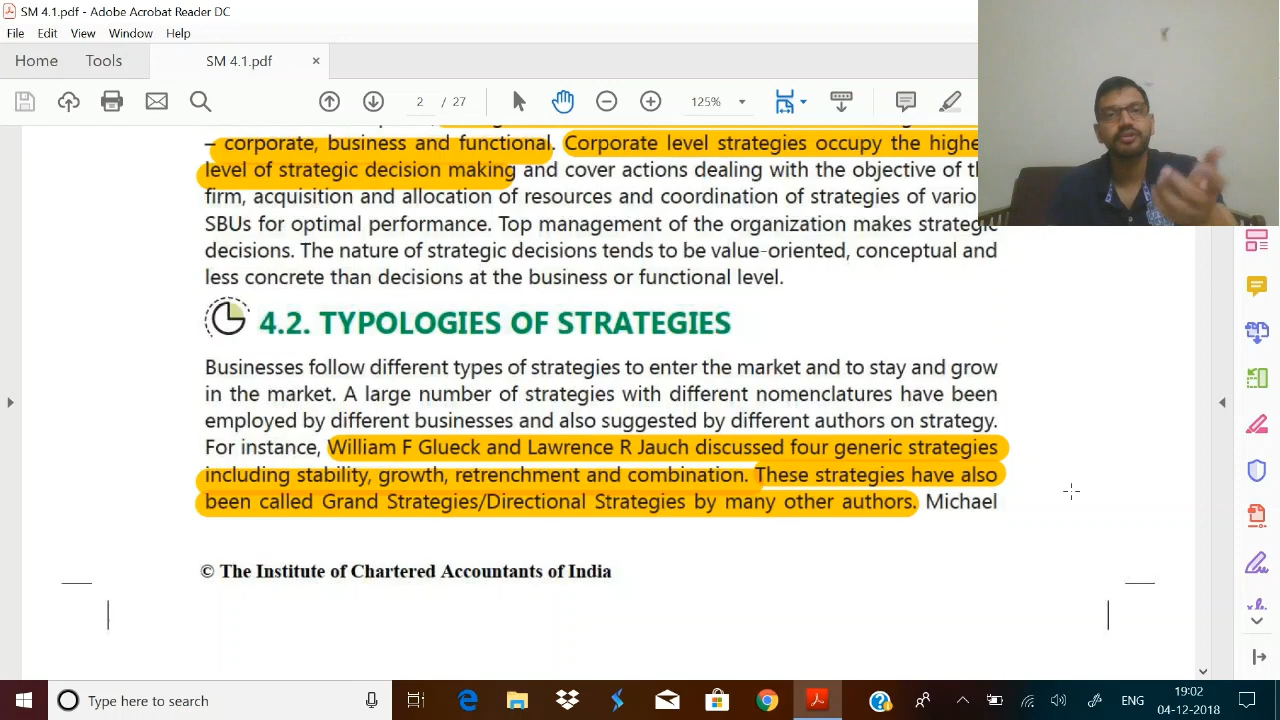 SM 4.1.pdf - Adobe Acrobat Reader DC
File Edit View Window Help
Home Tools SM 4.1.pdf ×
2 / 27 125%
– corporate, business and functional. Corporate level strategies occupy the highe
level of strategic decision making and cover actions dealing with the objective of th
firm, acquisition and allocation of resources and coordination of strategies of variou
SBUs for optimal performance. Top management of the organization makes strategic
decisions. The nature of strategic decisions tends to be value-oriented, conceptual and
less concrete than decisions at the business or functional level.
4.2. TYPOLOGIES OF STRATEGIES
Businesses follow different types of strategies to enter the market and to stay and grow
in the market. A large number of strategies with different nomenclatures have been
employed by different businesses and also suggested by different authors on strategy.
For instance, William F Glueck and Lawrence R Jauch discussed four generic strategies
including stability, growth, retrenchment and combination. These strategies have also
been called Grand Strategies/Directional Strategies by many other authors. Michael
© The Institute of Chartered Accountants of India
Type here to search
ENG
19:02
04-12-2018